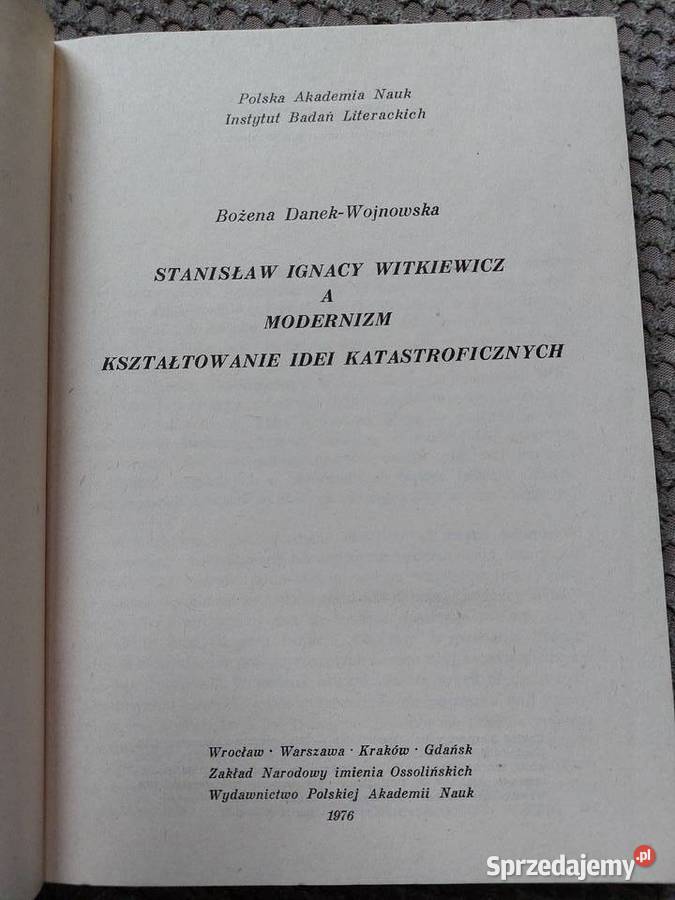 Polska Akademia Nauk
Instytut Badań Literackich
Bożena Danek-Wojnowska
STANISŁAW IGNACY WITKIEWICZ
A
MODERNIZM
KSZTAŁTOWANIE IDEI KATASTROFICZNYCH
Wrocław · Warszawa · Kraków · Gdańsk
Zakład Narodowy imienia Ossolińskich
Wydawnictwo Polskiej Akademii Nauk
1976
Sprzedajemy.pl